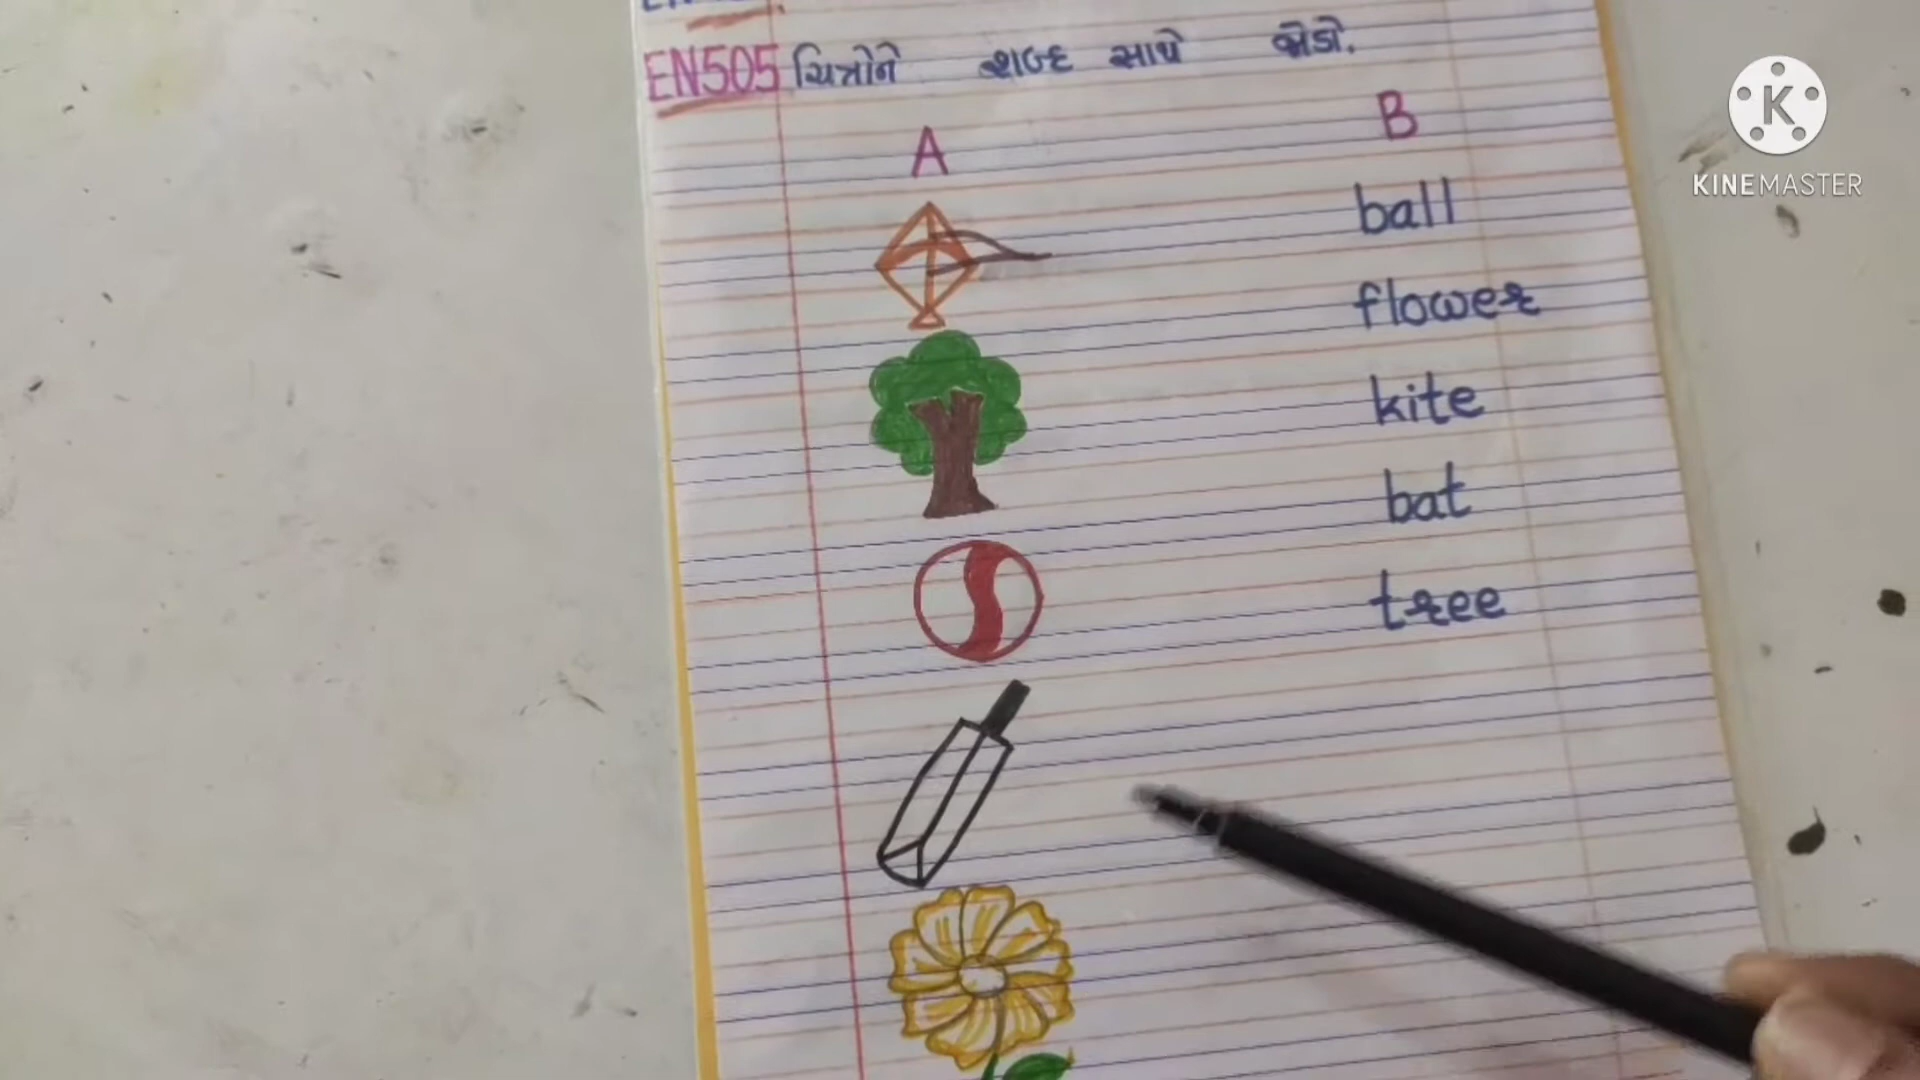 EN505 ચિત્રોને શબ્દ સાથે જોડો.
A B
ball
flower
kite
bat
tree
K
KINEMASTER